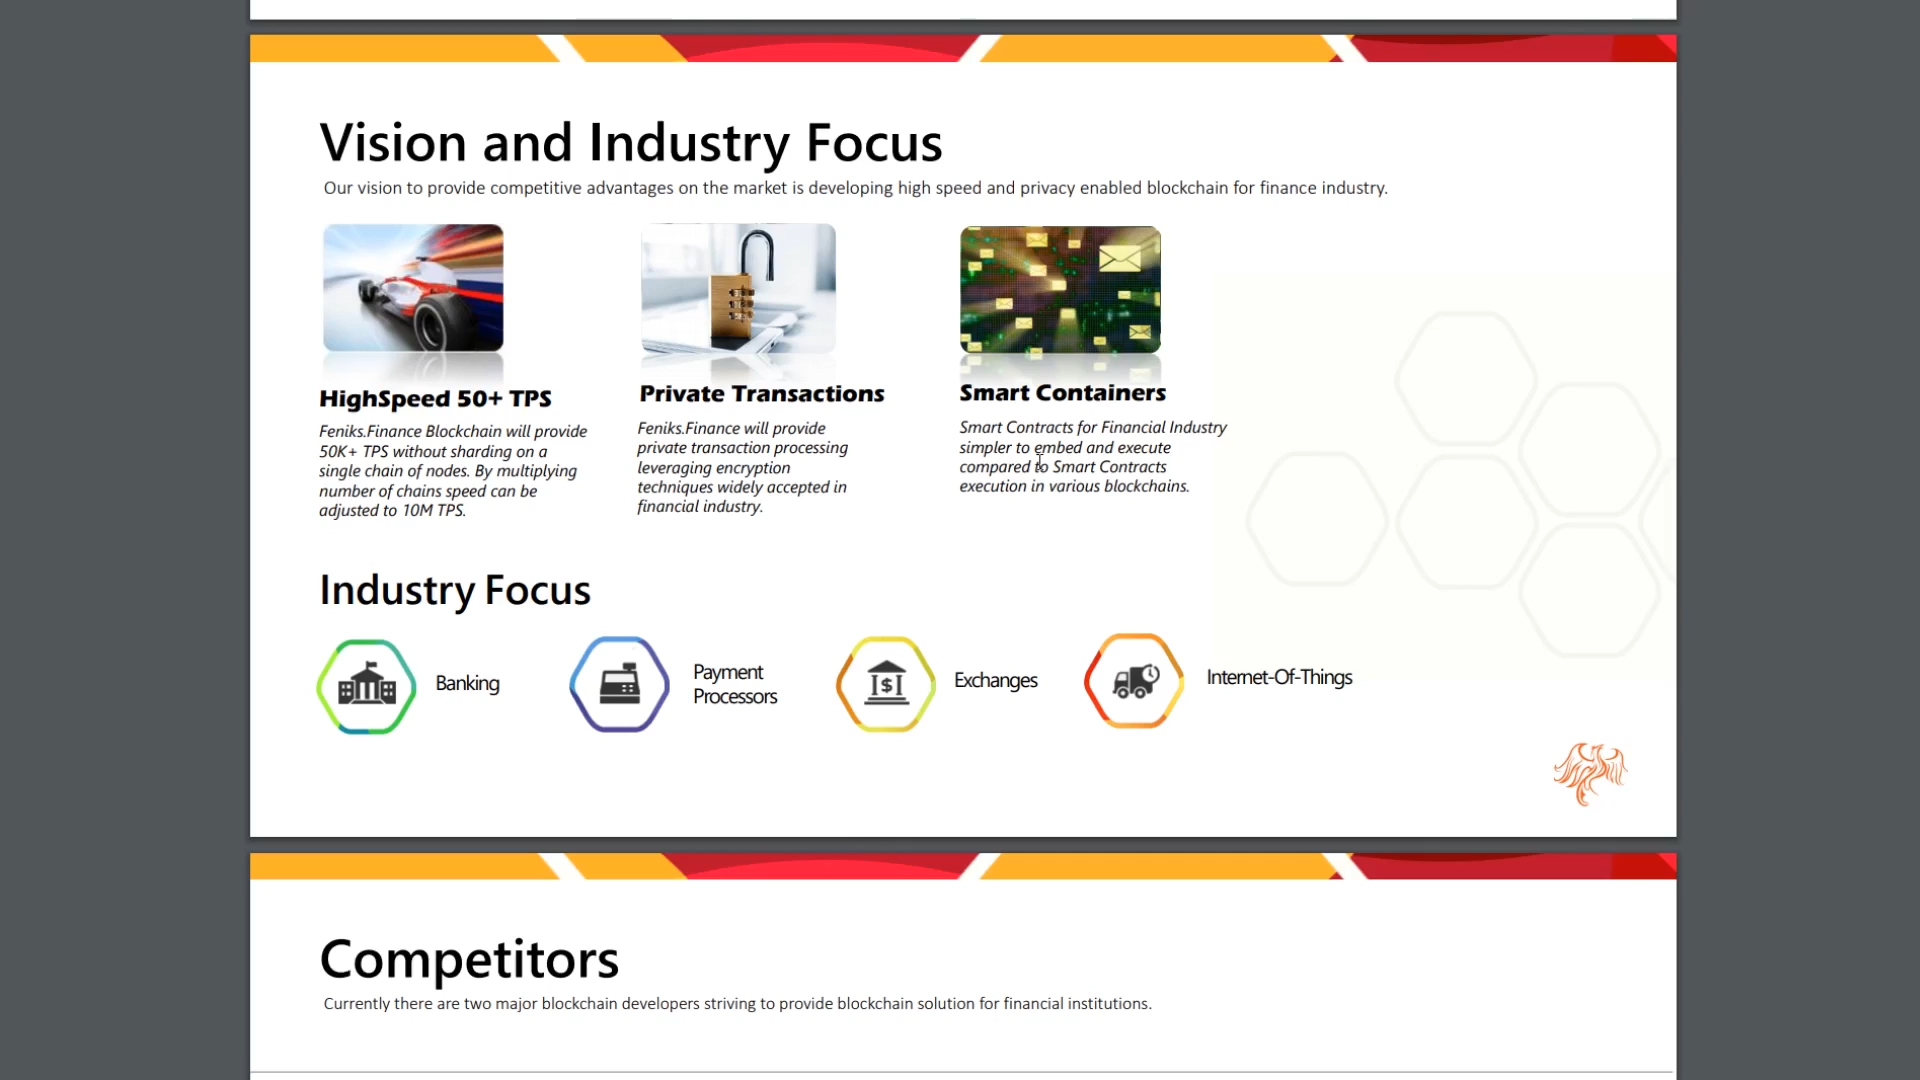 Vision and Industry Focus
Our vision to provide competitive advantages on the market is developing high speed and privacy enabled blockchain for finance industry.
HighSpeed 50+ TPS
Feniks.Finance Blockchain will provide
50K+ TPS without sharding on a
single chain of nodes. By multiplying
number of chains speed can be
adjusted to 10M TPS.
Private Transactions
Feniks.Finance will provide
private transaction processing
leveraging encryption
techniques widely accepted in
financial industry.
Smart Containers
Smart Contracts for Financial Industry
simpler to embed and execute
compared to Smart Contracts
execution in various blockchains.
Industry Focus
Banking
Payment
Processors
Exchanges
Internet-Of-Things
Competitors
Currently there are two major blockchain developers striving to provide blockchain solution for financial institutions.